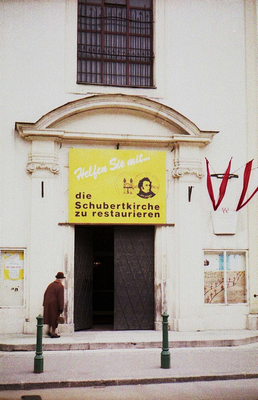 Helfen Sie mit...
die
Schubertkirche
zu restaurieren
W